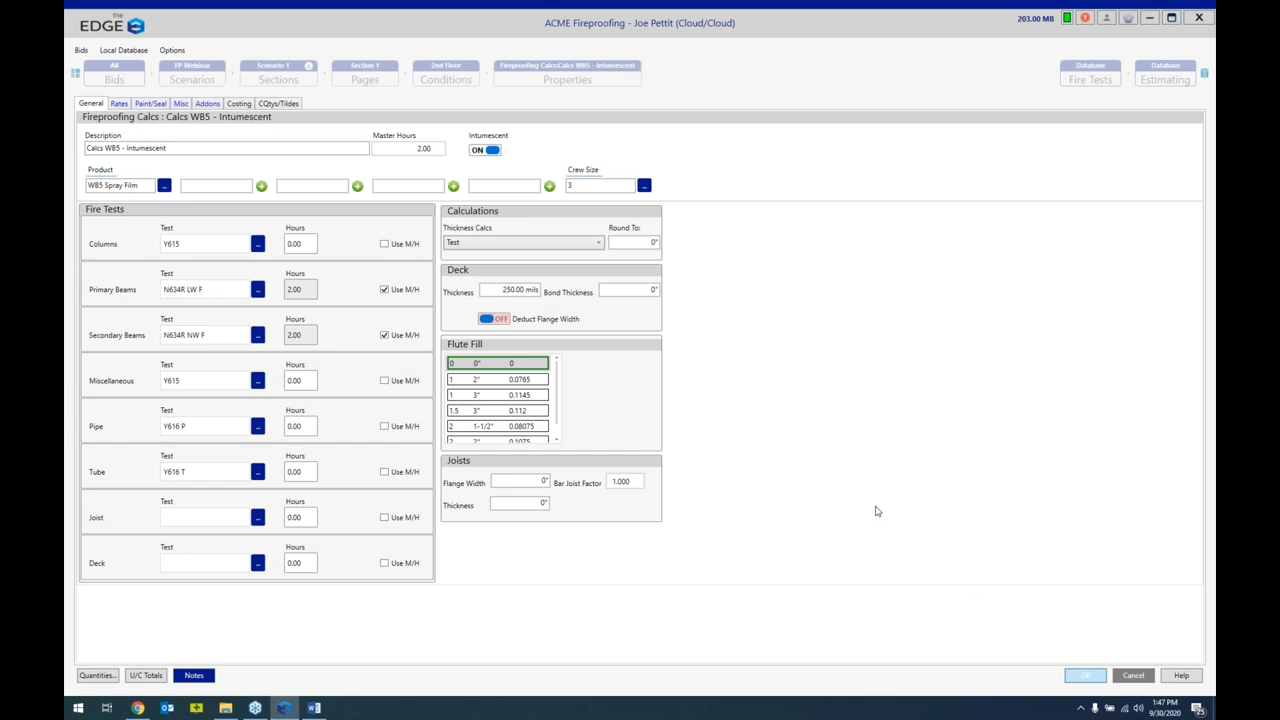 the
EDGE
ACME Fireproofing - Joe Pettit (Cloud/Cloud)
203.00 MB
Bids Local Database Options
All
Bids
FP Webinar
Scenarios
Scenario 1
Sections
Section 1
Pages
2nd Floor
Conditions
Fireproofing Calcs:Calcs WB5 - Intumescent
Properties
Database
Fire Tests
Database
Estimating
General Rates Paint/Seal Misc Addons Costing CQtys/Tildes
Fireproofing Calcs : Calcs WB5 - Intumescent
Description Master Hours Intumescent
Calcs WB5 - Intumescent 2.00 ON
Product Crew Size
WB5 Spray Film ... 3 ...
Fire Tests
Test Hours
Columns Y615 ... 0.00 Use M/H
Test Hours
Primary Beams N634R LW F ... 2.00 Use M/H
Test Hours
Secondary Beams N634R NW F ... 2.00 Use M/H
Test Hours
Miscellaneous Y615 ... 0.00 Use M/H
Test Hours
Pipe Y616 P ... 0.00 Use M/H
Test Hours
Tube Y616 T ... 0.00 Use M/H
Test Hours
Joist ... 0.00 Use M/H
Test Hours
Deck ... 0.00 Use M/H
Calculations
Thickness Calcs Round To:
Test 0"
Deck
Thickness 250.00 mils Bond Thickness 0"
OFF Deduct Flange Width
Flute Fill
0 0" 0
1 2" 0.0765
1 3" 0.1145
1.5 3" 0.112
2 1-1/2" 0.08075
2 2" 0.1075
Joists
Flange Width 0" Bar Joist Factor 1.000
Thickness 0"
Quantities... U/C Totals Notes
OK Cancel Help
1:47 PM
9/30/2020
25